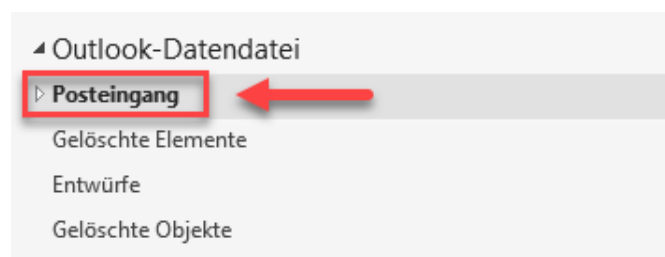 Outlook-Datendatei
Posteingang
Gelöschte Elemente
Entwürfe
Gelöschte Objekte